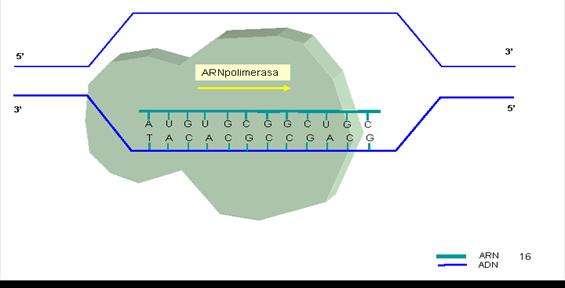 5'
3'
ARNpolimerasa
3'
5'
A U G U G C G G C U G C
T A C A C G C C G A C G
ARN 16
ADN